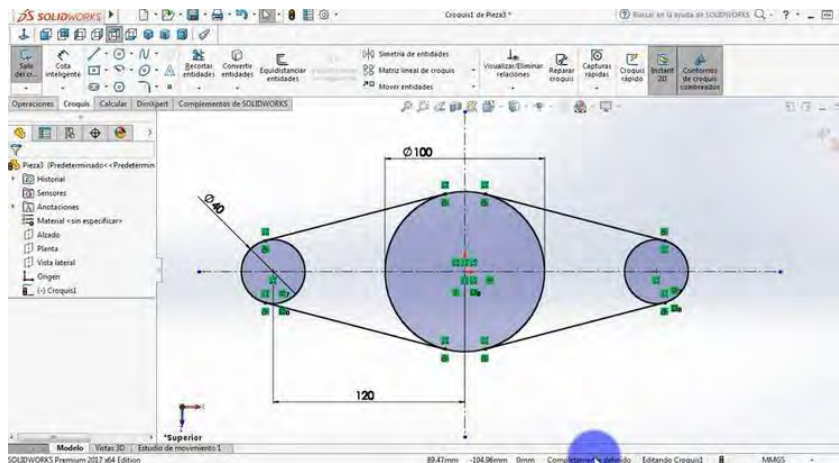 SOLIDWORKS
Croquis1 de Pieza3 *
Buscar en la ayuda de SOLIDWORKS
Salir del cr...
Cota inteligente
Recortar entidades
Convertir entidades
Equidistanciar entidades
Simetría de entidades
Matriz lineal de croquis
Mover entidades
Visualizar/Eliminar relaciones
Reparar croquis
Capturas rápidas
Croquis rápido
Instant 2D
Contornos de croquis combinados
Operaciones Croquis Calcular DimXpert Complementos de SOLIDWORKS
Pieza3 (Predeterminado<<Predetermin
Historial
Sensores
Anotaciones
Material <sin especificar>
Alzado
Planta
Vista lateral
Origen
(-) Croquis1
Ø100
Ø40
120
*Superior
Modelo Vistas 3D Estudio de movimiento 1
SOLIDWORKS Premium 2017 x64 Edition 89.47mm -104.96mm 0mm Completamente definido Editando Croquis1 MMGS